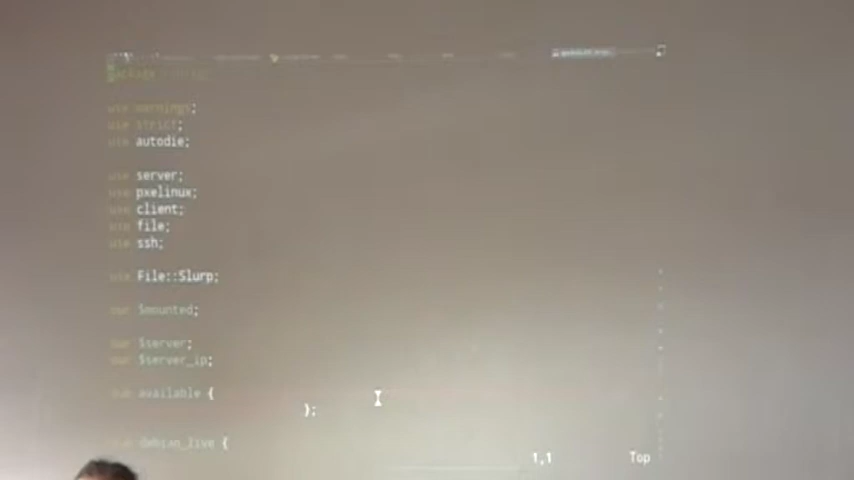 package
use warnings;
use strict;
use autodie;
use server;
use pxelinux;
use client;
use file;
use ssh;
use File::Slurp;
our $mounted;
our $server;
our $server_ip;
sub available {
};
sub debian_live {
1,1 Top